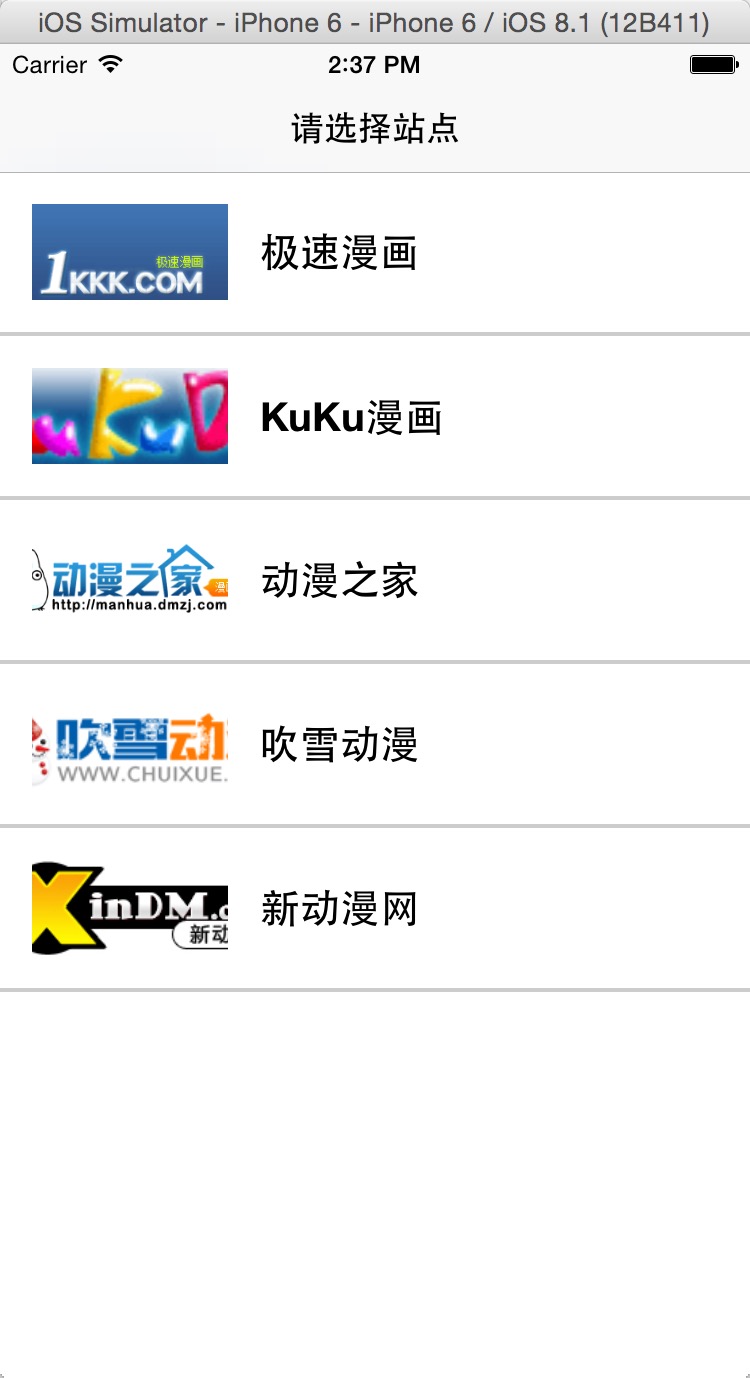 iOS Simulator - iPhone 6 - iPhone 6 / iOS 8.1 (12B411)
Carrier 2:37 PM
请选择站点
极速漫画
1KKK.COM
极速漫画
KuKu漫画
动漫之家
http://manhua.dmzj.com
动漫之家
吹雪动
WWW.CHUIXUE.
吹雪动漫
XinDM.c
新动
新动漫网